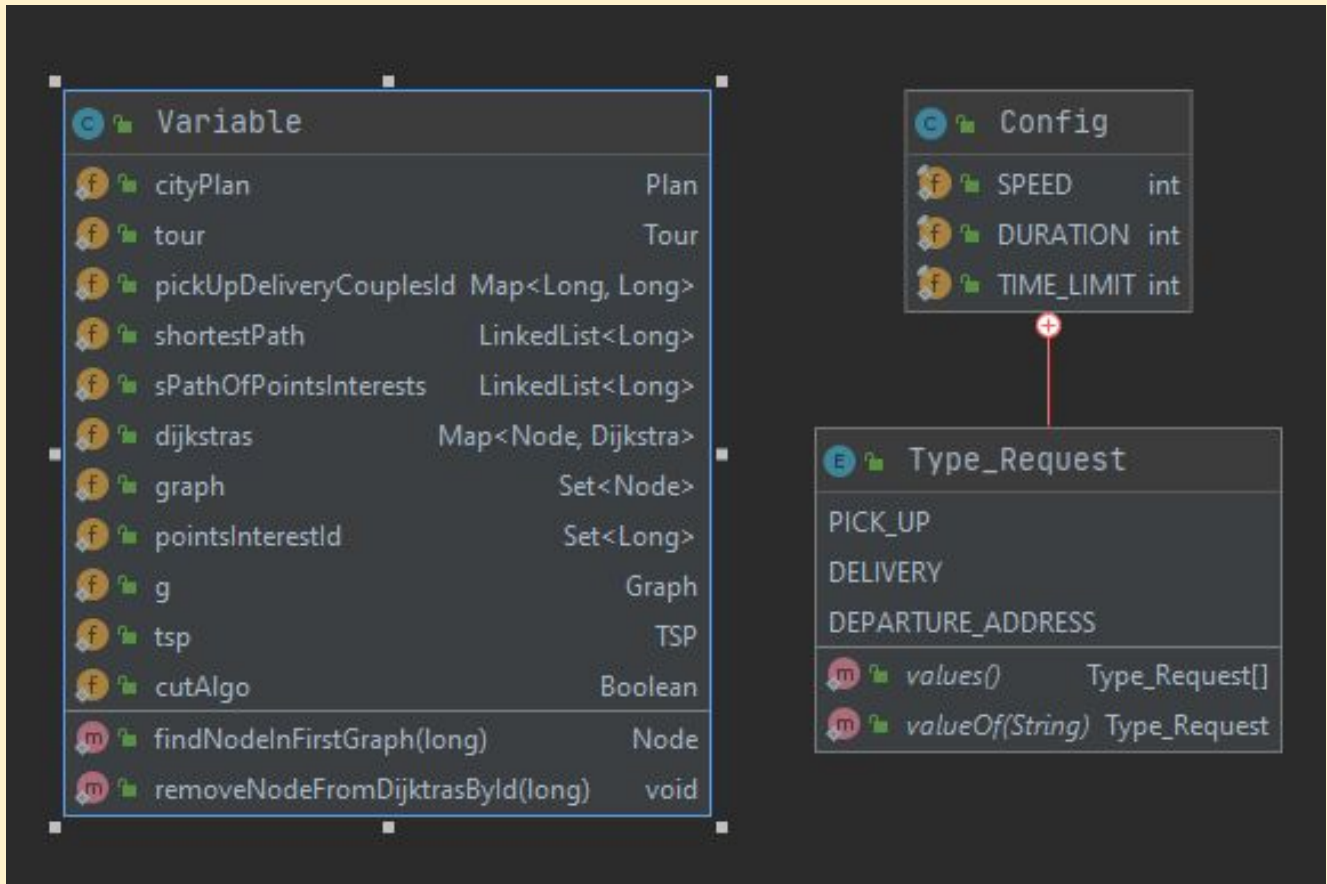 Variable
cityPlan Plan
tour Tour
pickUpDeliveryCouplesId Map<Long, Long>
shortestPath LinkedList<Long>
sPathOfPointsInterests LinkedList<Long>
dijkstras Map<Node, Dijkstra>
graph Set<Node>
pointsInterestId Set<Long>
g Graph
tsp TSP
cutAlgo Boolean
findNodeInFirstGraph(long) Node
removeNodeFromDijktrasById(long) void
Config
SPEED int
DURATION int
TIME_LIMIT int
Type_Request
PICK_UP
DELIVERY
DEPARTURE_ADDRESS
values() Type_Request[]
valueOf(String) Type_Request